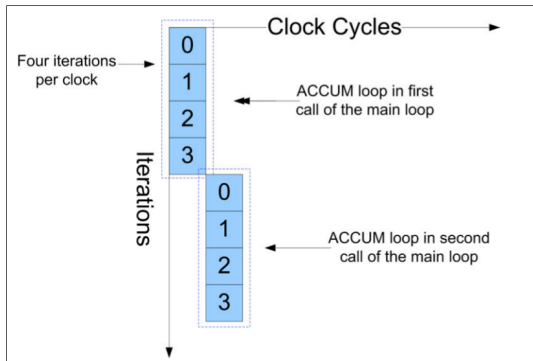 Clock Cycles
Four iterations
per clock
0
1
2
3
ACCUM loop in first
call of the main loop
Iterations
0
1
2
3
ACCUM loop in second
call of the main loop